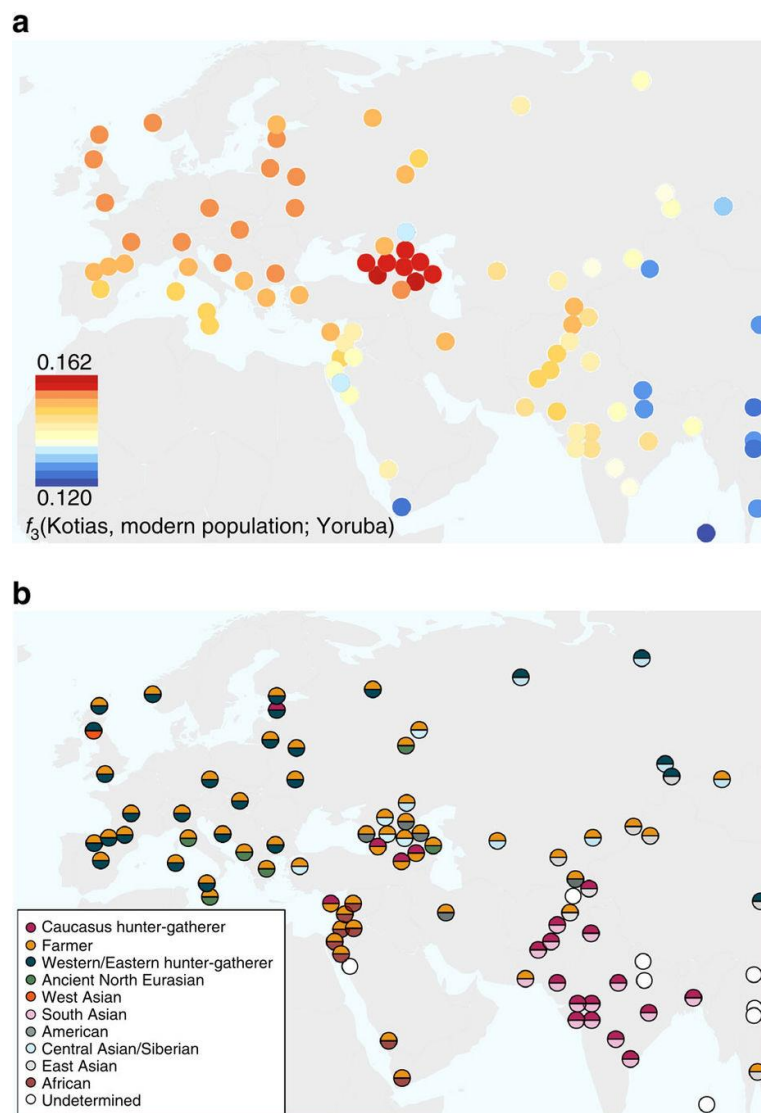 a
0.162
0.120
f3(Kotias, modern population; Yoruba)
b
Caucasus hunter-gatherer
Farmer
Western/Eastern hunter-gatherer
Ancient North Eurasian
West Asian
South Asian
American
Central Asian/Siberian
East Asian
African
Undetermined